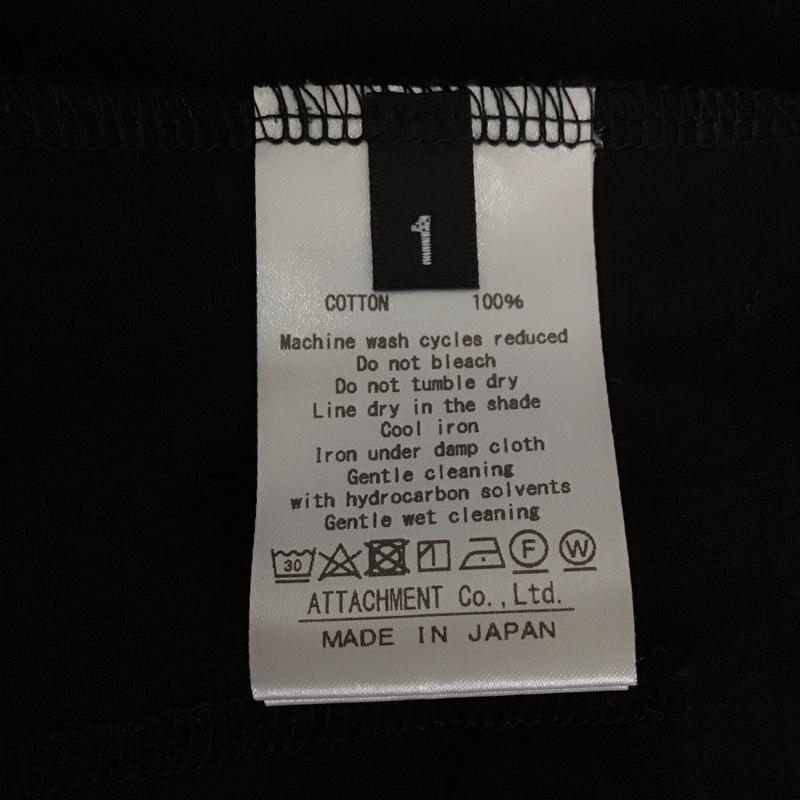 1
COTTON 100%
Machine wash cycles reduced
Do not bleach
Do not tumble dry
Line dry in the shade
Cool iron
Iron under damp cloth
Gentle cleaning
with hydrocarbon solvents
Gentle wet cleaning
30 F W
ATTACHMENT Co.,Ltd.
MADE IN JAPAN